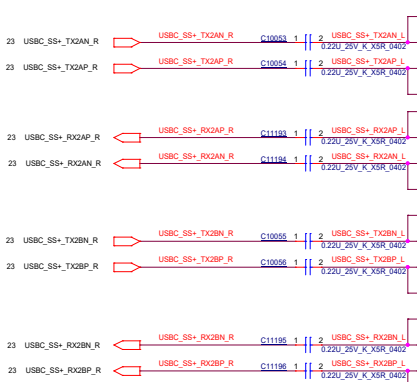 USBC_SS+_TX2AN_R C10053 1 2 USBC_SS+_TX2AN_L
23 USBC_SS+_TX2AN_R 0.22U_25V_K_X5R_0402
USBC_SS+_TX2AP_R C10054 1 2 USBC_SS+_TX2AP_L
23 USBC_SS+_TX2AP_R 0.22U_25V_K_X5R_0402
USBC_SS+_RX2AP_R C11193 1 2 USBC_SS+_RX2AP_L
23 USBC_SS+_RX2AP_R 0.22U_25V_K_X5R_0402
USBC_SS+_RX2AN_R C11194 1 2 USBC_SS+_RX2AN_L
23 USBC_SS+_RX2AN_R 0.22U_25V_K_X5R_0402
USBC_SS+_TX2BN_R C10055 1 2 USBC_SS+_TX2BN_L
23 USBC_SS+_TX2BN_R 0.22U_25V_K_X5R_0402
USBC_SS+_TX2BP_R C10056 1 2 USBC_SS+_TX2BP_L
23 USBC_SS+_TX2BP_R 0.22U_25V_K_X5R_0402
USBC_SS+_RX2BN_R C11195 1 2 USBC_SS+_RX2BN_L
23 USBC_SS+_RX2BN_R 0.22U_25V_K_X5R_0402
USBC_SS+_RX2BP_R C11196 1 2 USBC_SS+_RX2BP_L
23 USBC_SS+_RX2BP_R 0.22U_25V_K_X5R_0402